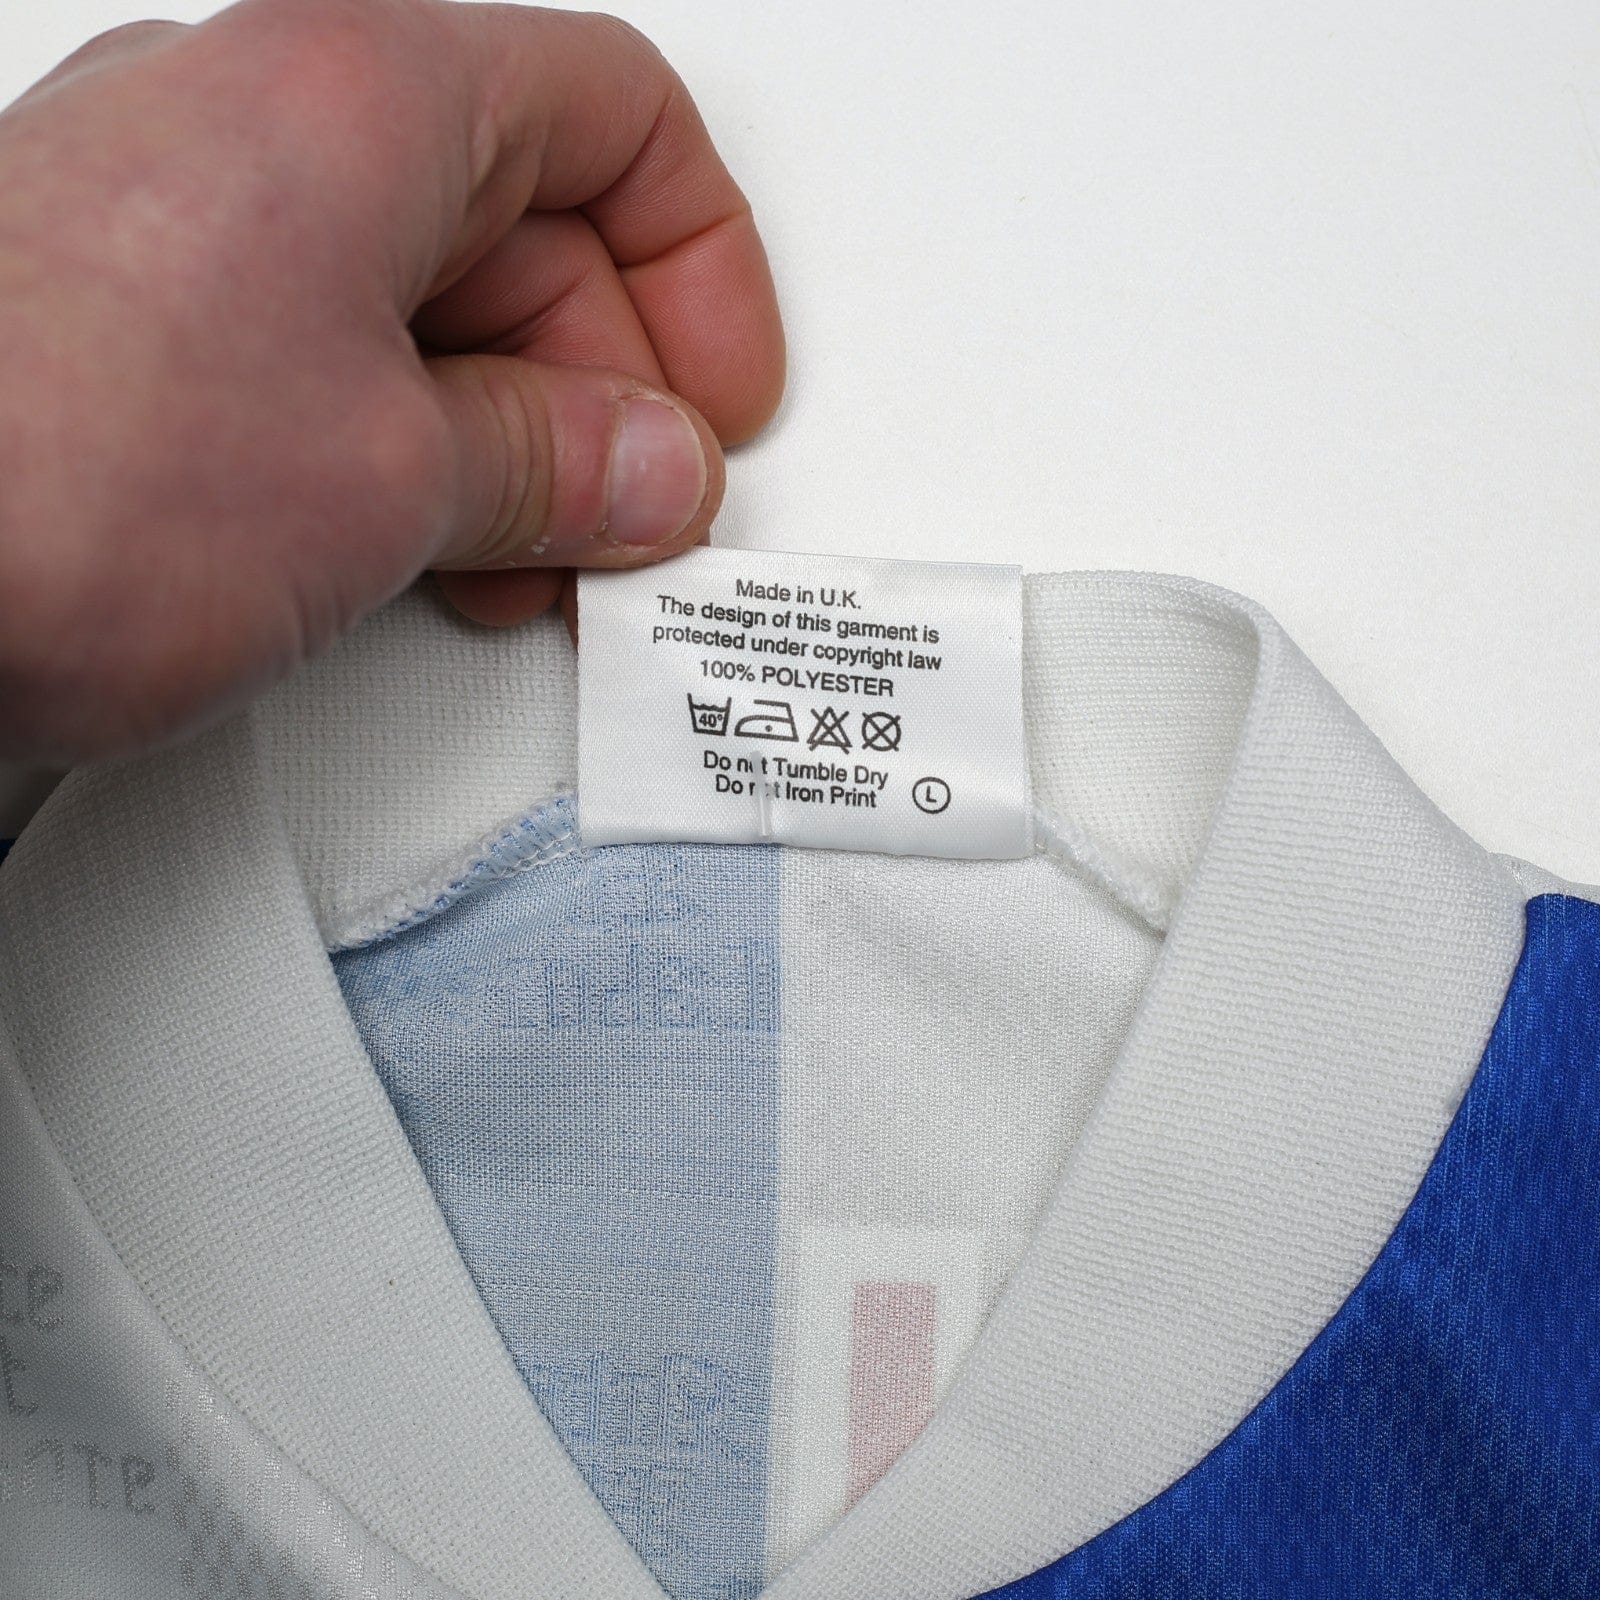 Made in U.K.
The design of this garment is
protected under copyright law
100% POLYESTER
40°
Do not Tumble Dry
Do not Iron Print
L